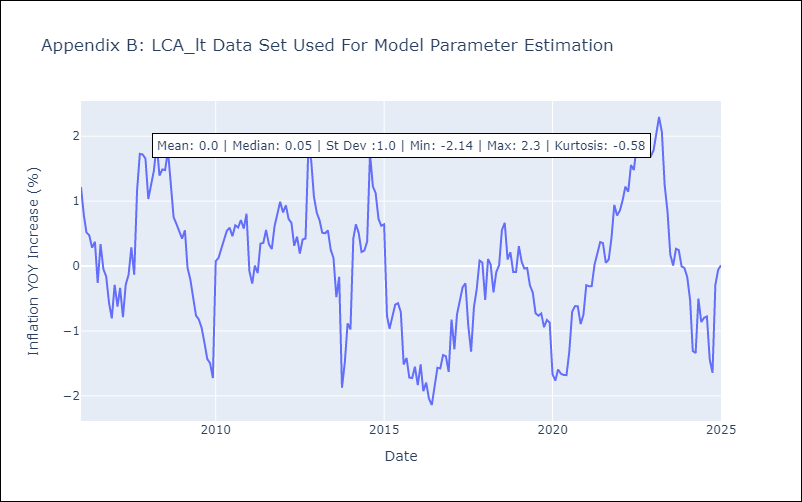 Appendix B: LCA_lt Data Set Used For Model Parameter Estimation
Mean: 0.0 | Median: 0.05 | St Dev :1.0 | Min: -2.14 | Max: 2.3 | Kurtosis: -0.58
Inflation YOY Increase (%)
2
1
0
−1
−2
2010
2015
2020
2025
Date